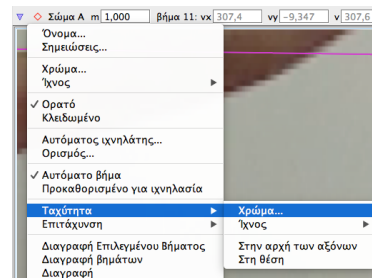 Σώμα A m 1,000 βήμα 11: vx 307,4 vy -9,347 v 307,6
Όνομα...
Σημειώσεις...
Χρώμα...
Ίχνος
✓ Ορατό
Κλειδωμένο
Αυτόματος ιχνηλάτης...
Ορισμός...
✓ Αυτόματο βήμα
Προκαθορισμένο για ιχνηλασία
Ταχύτητα
Χρώμα...
Επιτάχυνση
Ίχνος
Διαγραφή Επιλεγμένου Βήματος
Στην αρχή των αξόνων
Διαγραφή βημάτων
Στη θέση
Διαγραφή